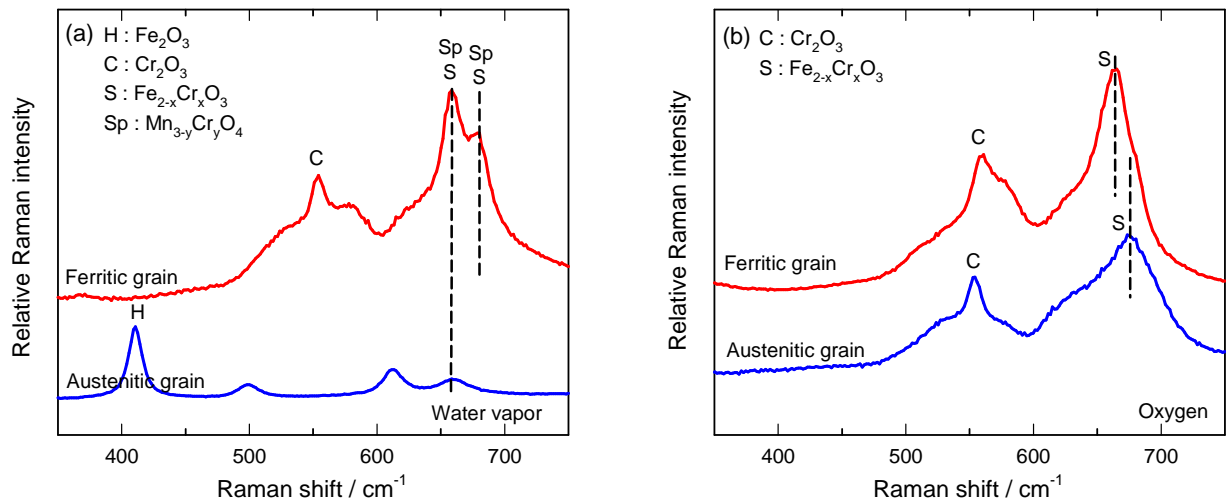 (a) H : Fe₂O₃
C : Cr₂O₃
S : Fe₂₋ₓCrₓO₃
Sp : Mn₃₋yCryO₄
Sp
S
Sp
S
C
Ferritic grain
H
Austenitic grain
Water vapor
400 500 600 700
Raman shift / cm⁻¹
Relative Raman intensity
(b) C : Cr₂O₃
S : Fe₂₋ₓCrₓO₃
S
C
Ferritic grain
S
C
Austenitic grain
Oxygen
400 500 600 700
Raman shift / cm⁻¹
Relative Raman intensity